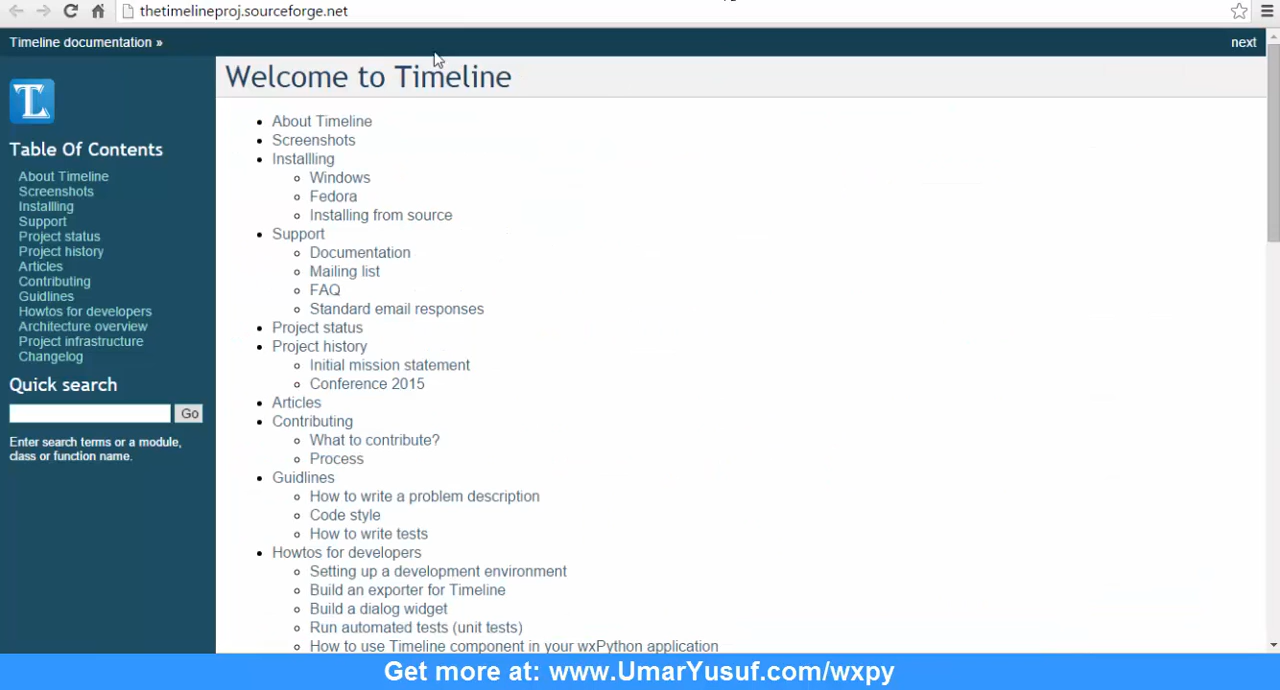 thetimelineproj.sourceforge.net
Timeline documentation »
next
T
Table Of Contents
About Timeline
Screenshots
Installling
Support
Project status
Project history
Articles
Contributing
Guidlines
Howtos for developers
Architecture overview
Project infrastructure
Changelog
Quick search
Go
Enter search terms or a module,
class or function name.
Welcome to Timeline
About Timeline
Screenshots
Installling
Windows
Fedora
Installing from source
Support
Documentation
Mailing list
FAQ
Standard email responses
Project status
Project history
Initial mission statement
Conference 2015
Articles
Contributing
What to contribute?
Process
Guidlines
How to write a problem description
Code style
How to write tests
Howtos for developers
Setting up a development environment
Build an exporter for Timeline
Build a dialog widget
Run automated tests (unit tests)
How to use Timeline component in your wxPython application
Get more at: www.UmarYusuf.com/wxpy